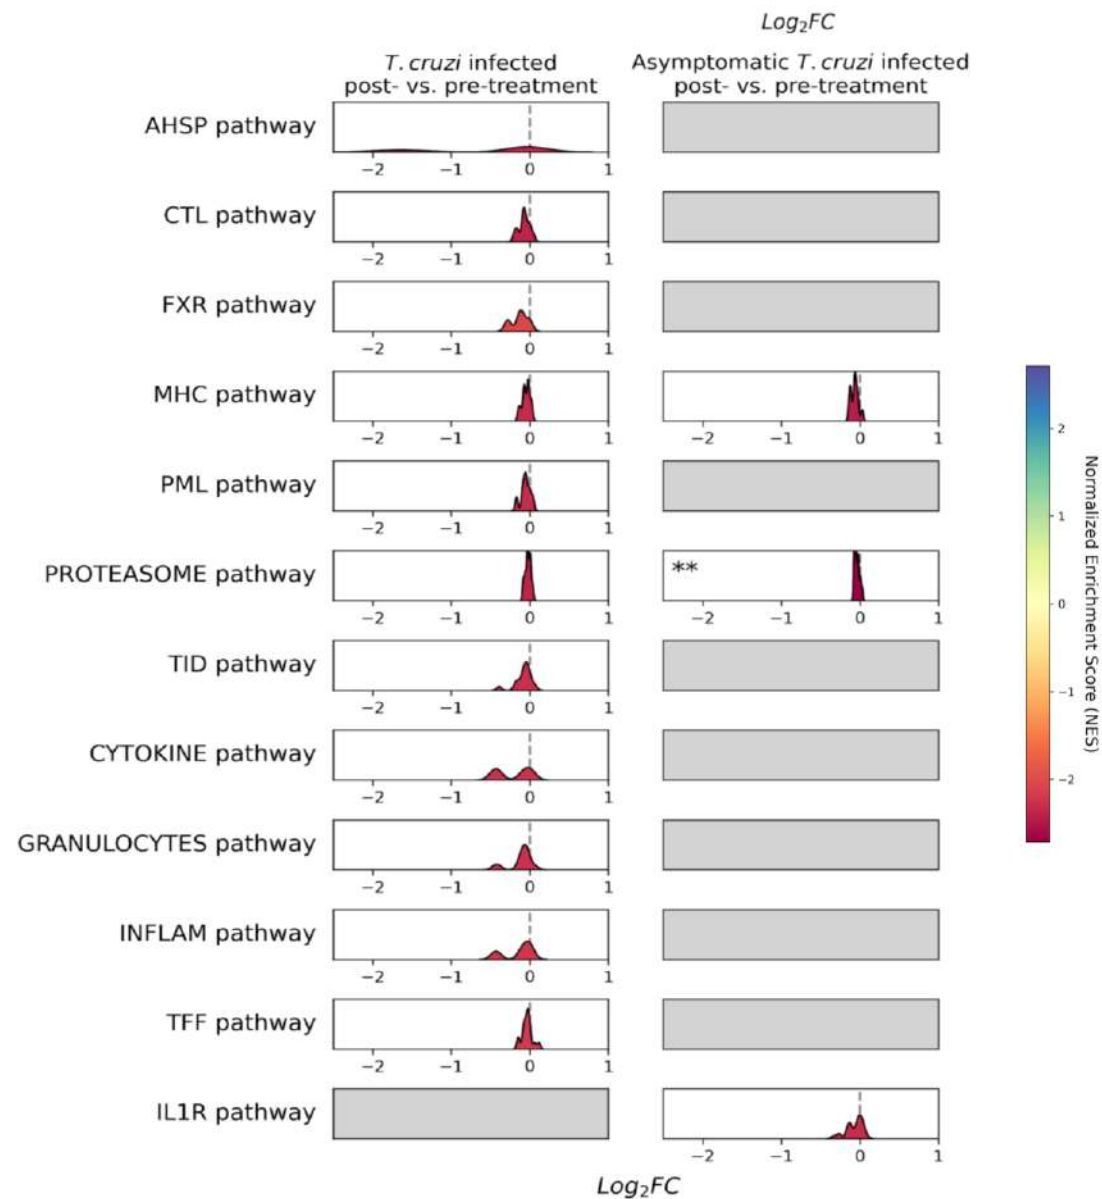 Log₂FC
T. cruzi infected
post- vs. pre-treatment
Asymptomatic T. cruzi infected
post- vs. pre-treatment
AHSP pathway
−2 −1 0 1
CTL pathway
−2 −1 0 1
FXR pathway
−2 −1 0 1
MHC pathway
−2 −1 0 1
−2 −1 0 1
PML pathway
−2 −1 0 1
PROTEASOME pathway
−2 −1 0 1
**
−2 −1 0 1
TID pathway
−2 −1 0 1
CYTOKINE pathway
−2 −1 0 1
GRANULOCYTES pathway
−2 −1 0 1
INFLAM pathway
−2 −1 0 1
TFF pathway
−2 −1 0 1
IL1R pathway
−2 −1 0 1
Log₂FC
2
1
0
−1
−2
Normalized Enrichment Score (NES)